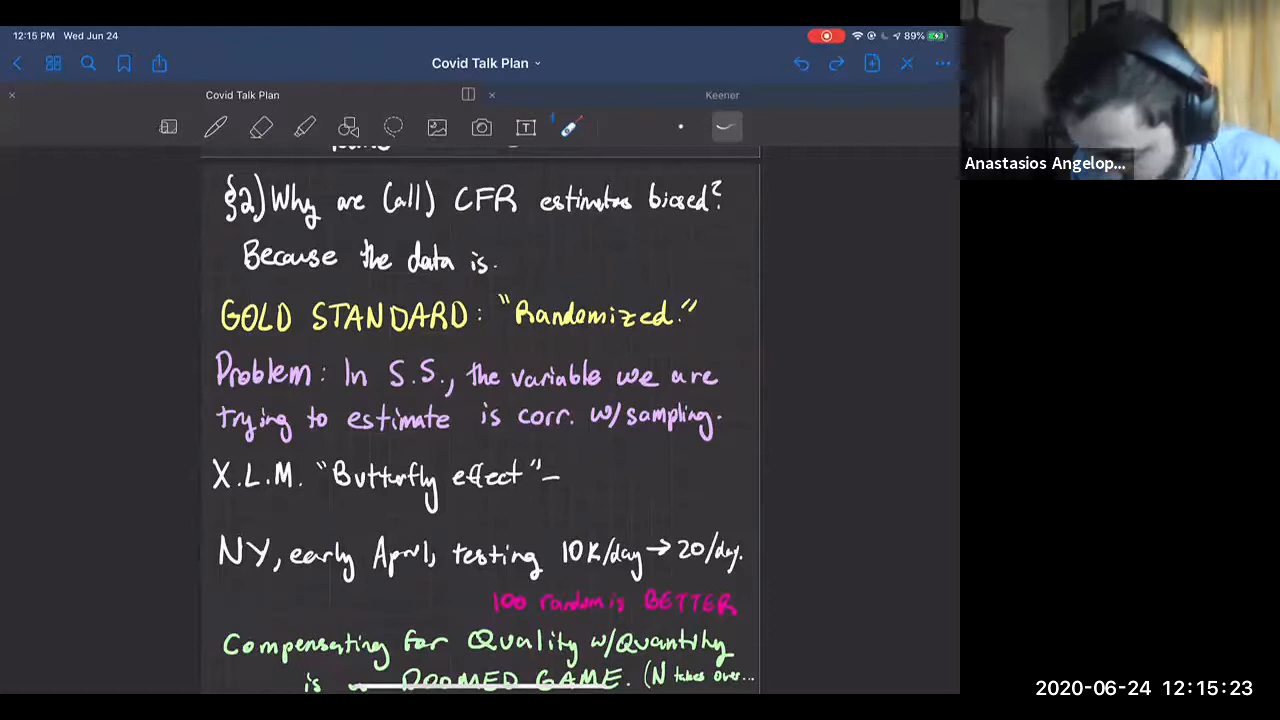 12:15 PM Wed Jun 24
89%
Covid Talk Plan
Covid Talk Plan
Keener
T
Anastasios Angelop...
§2) Why are (all) CFR estimates biased?
Because the data is.
GOLD STANDARD: "Randomized."
Problem: In S.S., the variable we are
trying to estimate is corr. w/ sampling.
X.L.M. "Butterfly effect" –
NY, early April, testing 10K/day → 20/day.
100 random is BETTER
Compensating for Quality w/Quantity
is DOOMED GAME. (N takes over...
2020-06-24 12:15:23